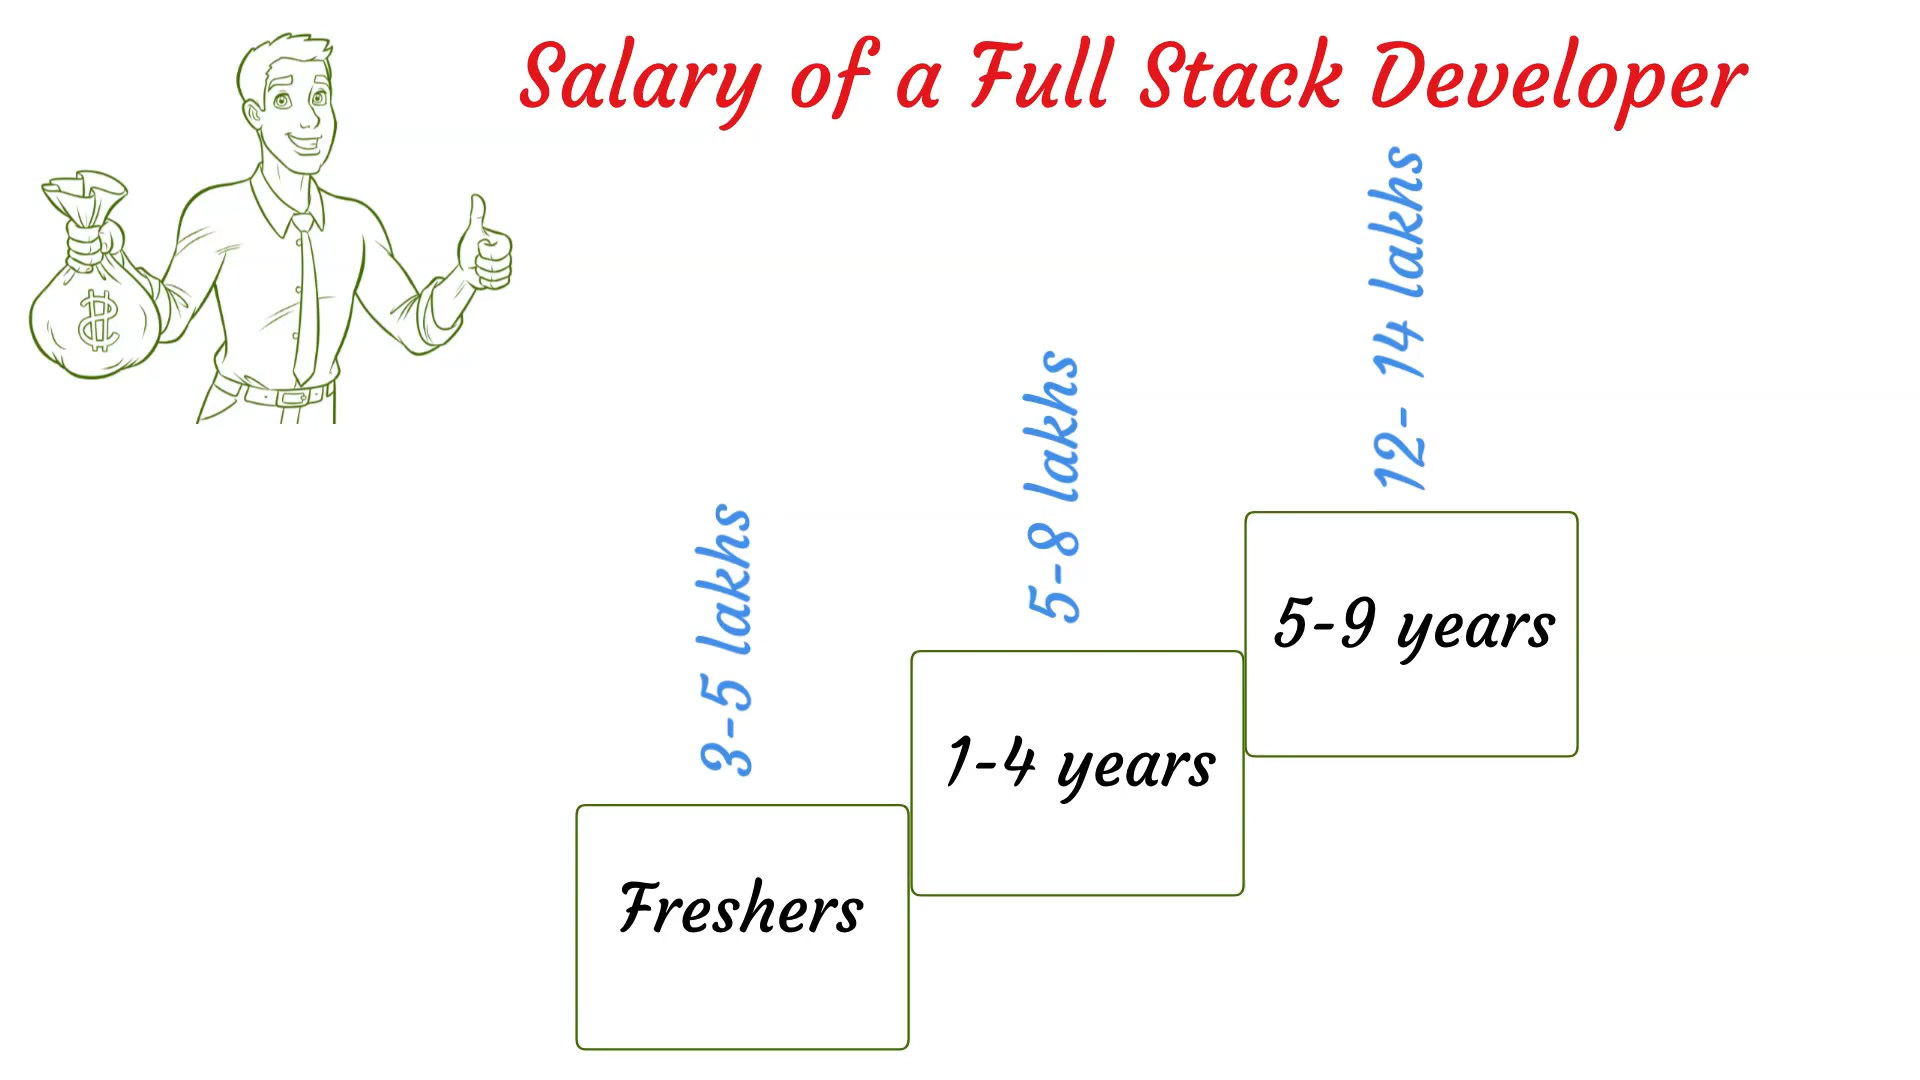 Salary of a Full Stack Developer
3-5 lakhs
Freshers
5-8 lakhs
1-4 years
12- 14 lakhs
5-9 years